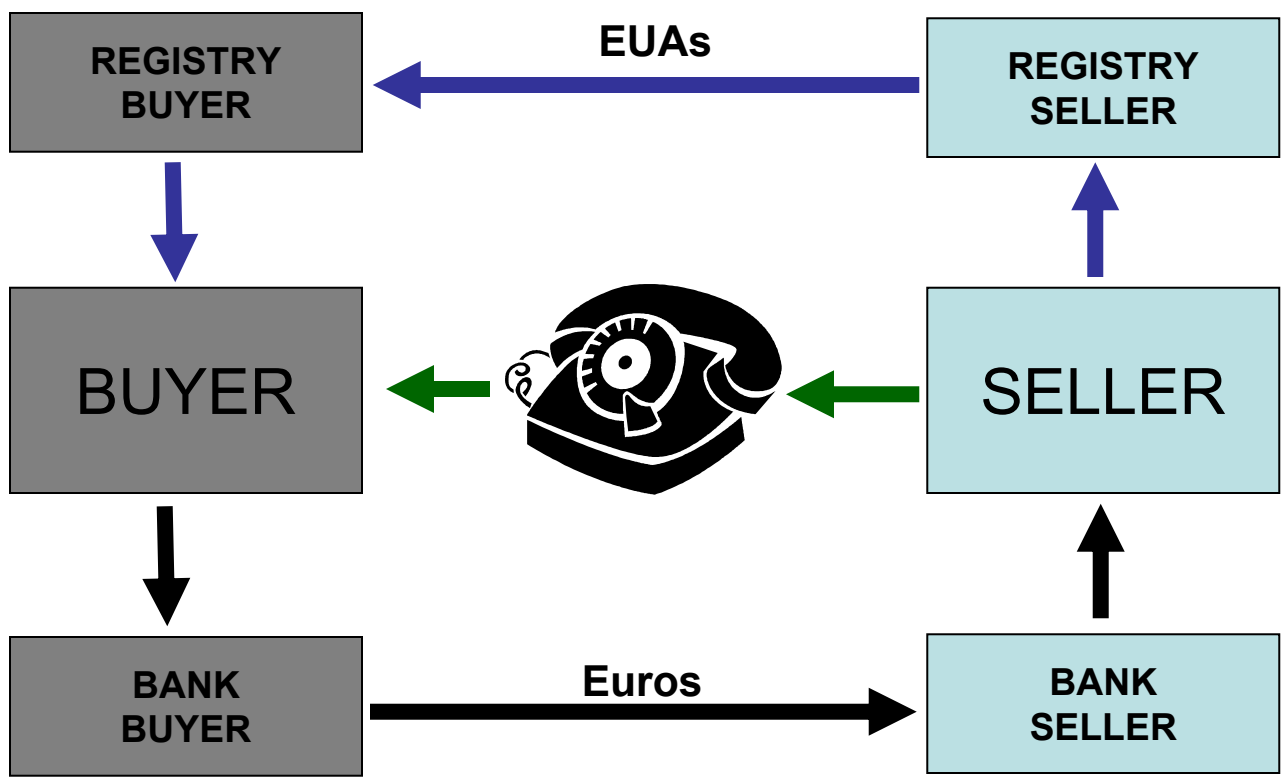 REGISTRY
BUYER
EUAs
REGISTRY
SELLER
BUYER
SELLER
BANK
BUYER
Euros
BANK
SELLER